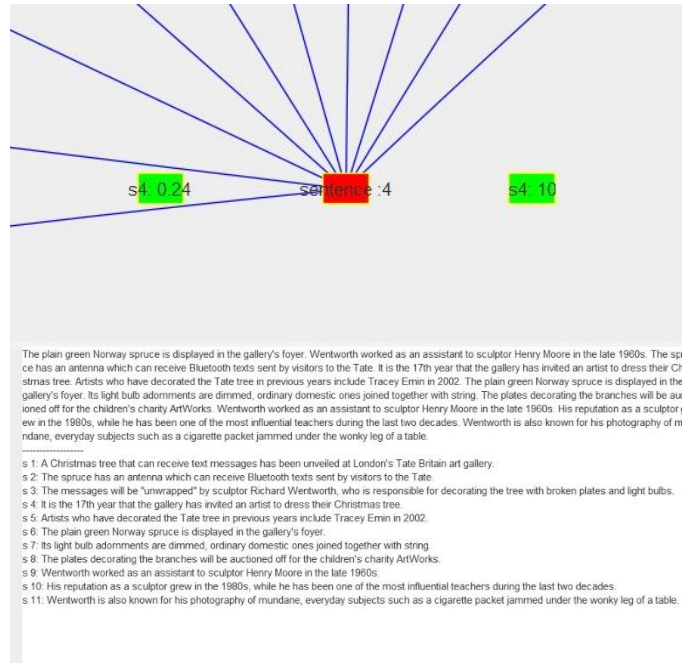 s4: 0.24
sentence :4
s4: 10
The plain green Norway spruce is displayed in the gallery's foyer. Wentworth worked as an assistant to sculptor Henry Moore in the late 1960s. The spr
ce has an antenna which can receive Bluetooth texts sent by visitors to the Tate. It is the 17th year that the gallery has invited an artist to dress their Ch
stmas tree. Artists who have decorated the Tate tree in previous years include Tracey Emin in 2002. The plain green Norway spruce is displayed in the
gallery's foyer. Its light bulb adornments are dimmed, ordinary domestic ones joined together with string. The plates decorating the branches will be auc
ioned off for the children's charity ArtWorks. Wentworth worked as an assistant to sculptor Henry Moore in the late 1960s. His reputation as a sculptor g
ew in the 1980s, while he has been one of the most influential teachers during the last two decades. Wentworth is also known for his photography of m
ndane, everyday subjects such as a cigarette packet jammed under the wonky leg of a table.
------------------
s 1: A Christmas tree that can receive text messages has been unveiled at London's Tate Britain art gallery.
s 2: The spruce has an antenna which can receive Bluetooth texts sent by visitors to the Tate.
s 3: The messages will be "unwrapped" by sculptor Richard Wentworth, who is responsible for decorating the tree with broken plates and light bulbs.
s 4: It is the 17th year that the gallery has invited an artist to dress their Christmas tree.
s 5: Artists who have decorated the Tate tree in previous years include Tracey Emin in 2002.
s 6: The plain green Norway spruce is displayed in the gallery's foyer.
s 7: Its light bulb adornments are dimmed, ordinary domestic ones joined together with string.
s 8: The plates decorating the branches will be auctioned off for the children's charity ArtWorks.
s 9: Wentworth worked as an assistant to sculptor Henry Moore in the late 1960s.
s 10: His reputation as a sculptor grew in the 1980s, while he has been one of the most influential teachers during the last two decades.
s 11: Wentworth is also known for his photography of mundane, everyday subjects such as a cigarette packet jammed under the wonky leg of a table.